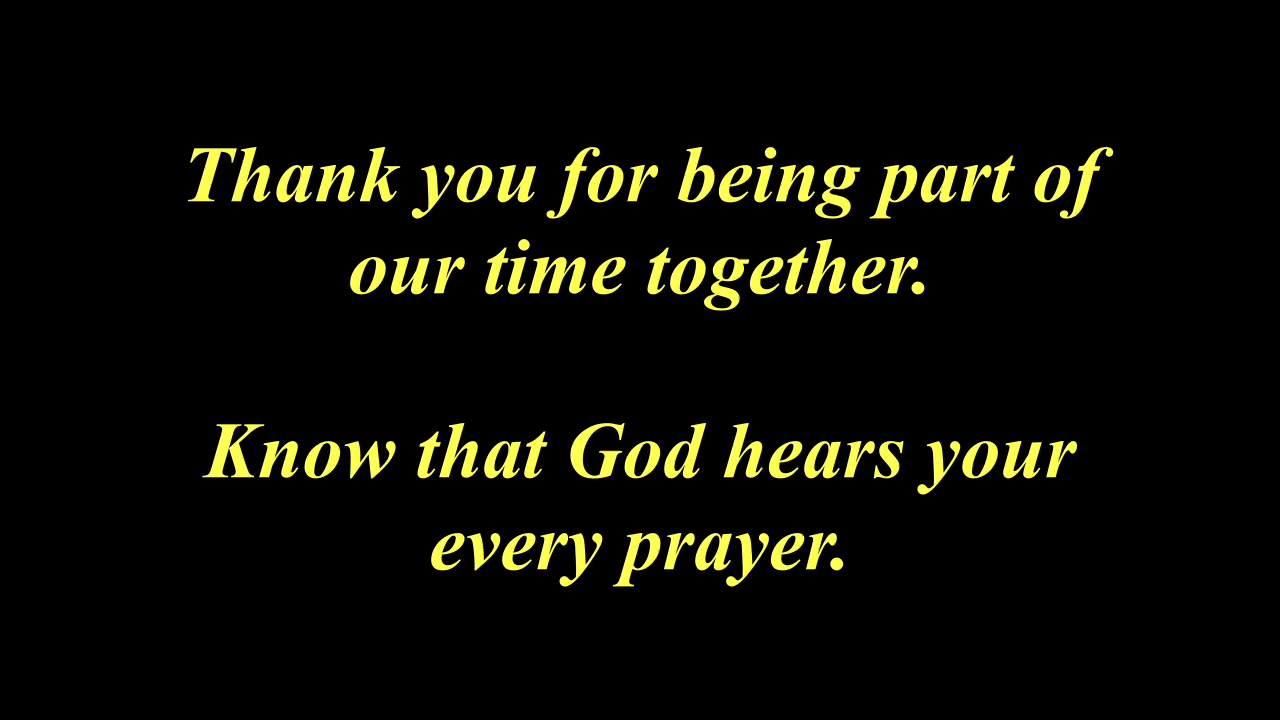 Thank you for being part of
our time together.
Know that God hears your
every prayer.